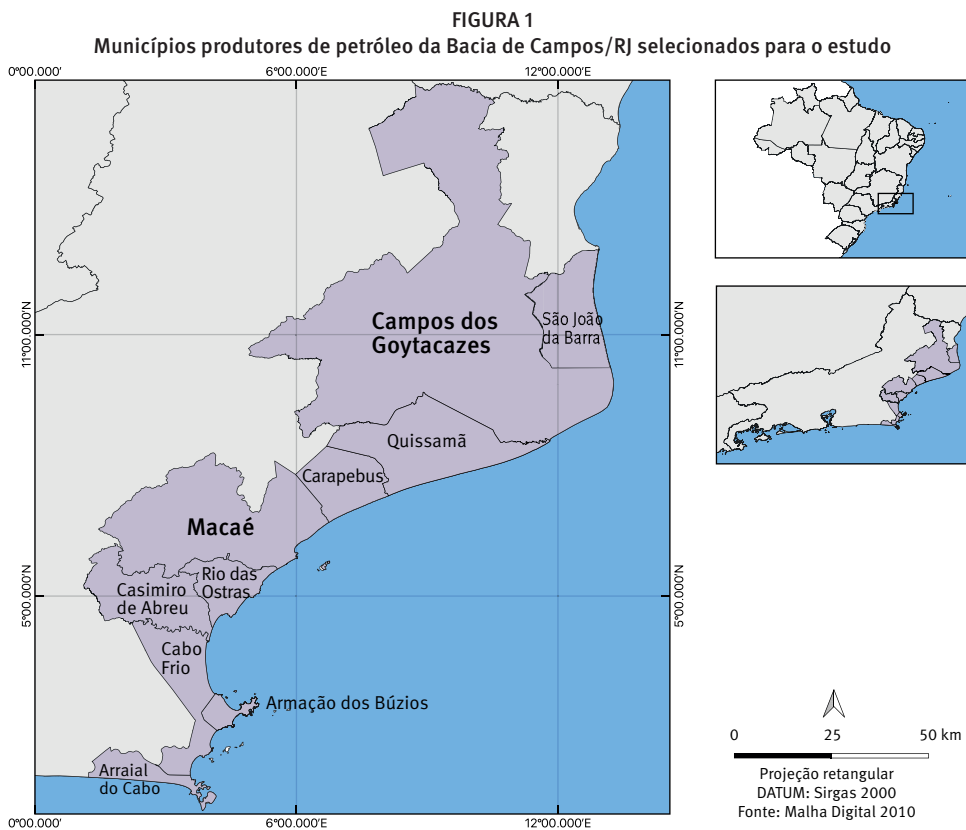 FIGURA 1
Municípios produtores de petróleo da Bacia de Campos/RJ selecionados para o estudo
0°00.000'
6°00.000'E
12°00.000'E
11°00.000'N
11°00.000'N
Campos dos
Goytacazes
São João
da Barra
Quissamã
Carapebus
Macaé
Rio das
Ostras
Casimiro
de Abreu
5°00.000'N
5°00.000'N
Cabo
Frio
Armação dos Búzios
Arraial
do Cabo
0°00.000'
6°00.000'E
12°00.000'E
0 25 50 km
Projeção retangular
DATUM: Sirgas 2000
Fonte: Malha Digital 2010